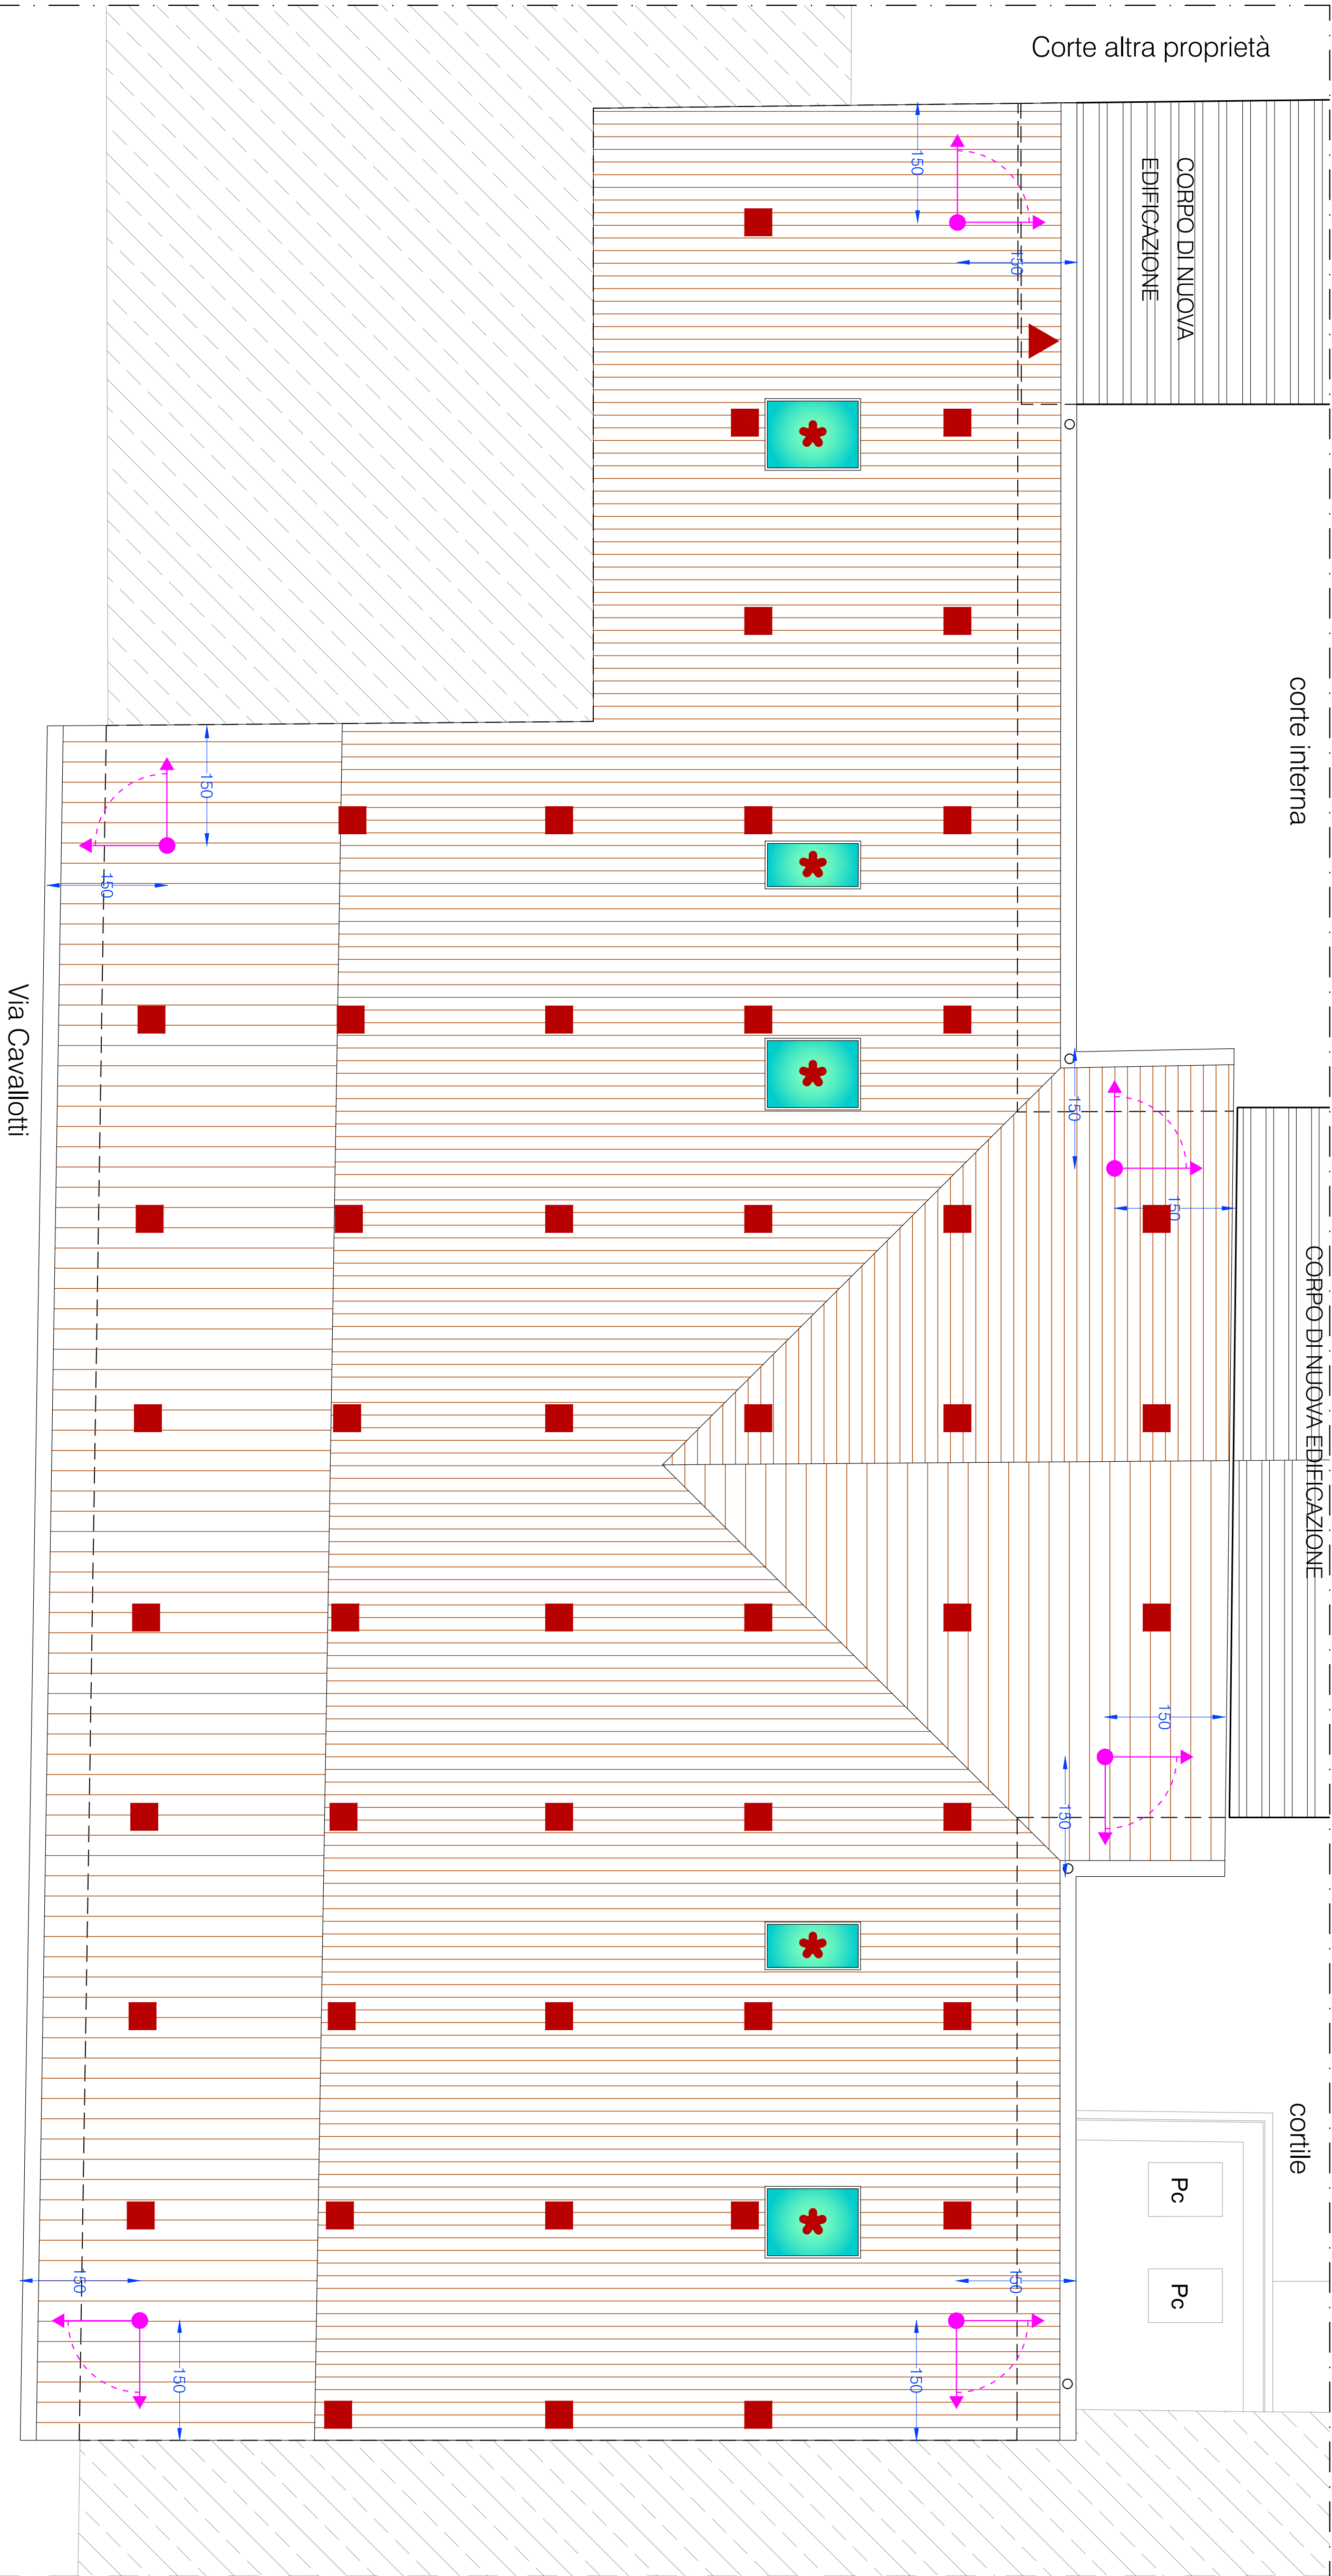 Corte altra proprietà
CORPO DI NUOVA
EDIFICAZIONE
150
150
corte interna
150
150
Via Cavallotti
150
150
CORPO DI NUOVA EDIFICAZIONE
150
150
cortile
Pc
Pc
150
150
150
150